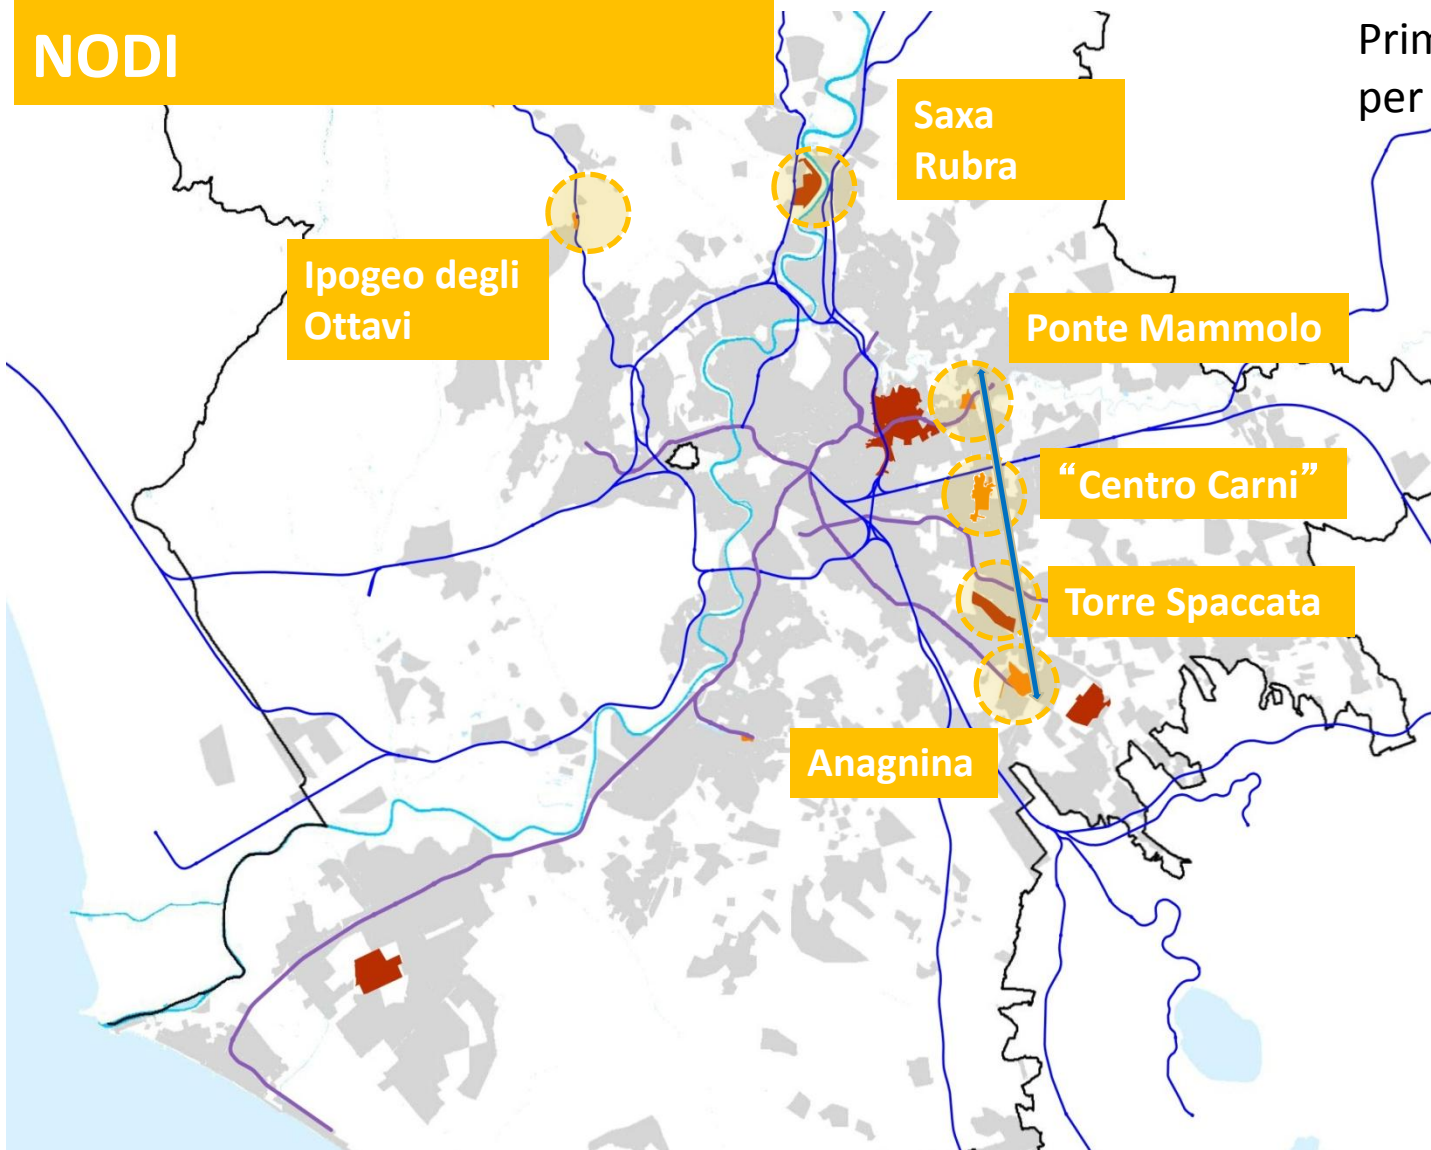 NODI
Prim
per
Saxa
Rubra
Ipogeo degli
Ottavi
Ponte Mammolo
“Centro Carni”
Torre Spaccata
Anagnina